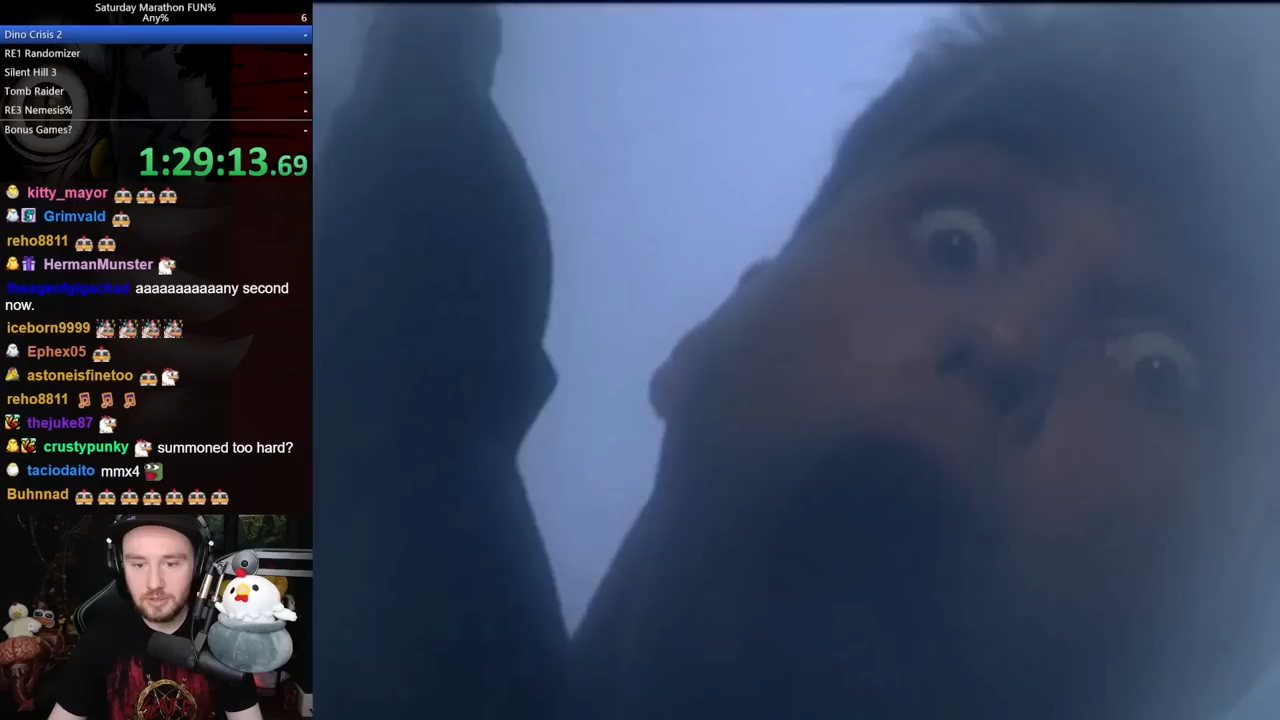 Saturday Marathon FUN%
Any% 6
Dino Crisis 2 -
RE1 Randomizer -
Silent Hill 3 -
Tomb Raider -
RE3 Nemesis% -
Bonus Games? -
1:29:13.69
kitty_mayor
Grimvald
reho8811
HermanMunster
theageofgigachad aaaaaaaaaaany second
now.
iceborn9999
Ephex05
astoneisfinetoo
reho8811
thejuke87
crustypunky summoned too hard?
taciodaito mmx4
Buhnnad